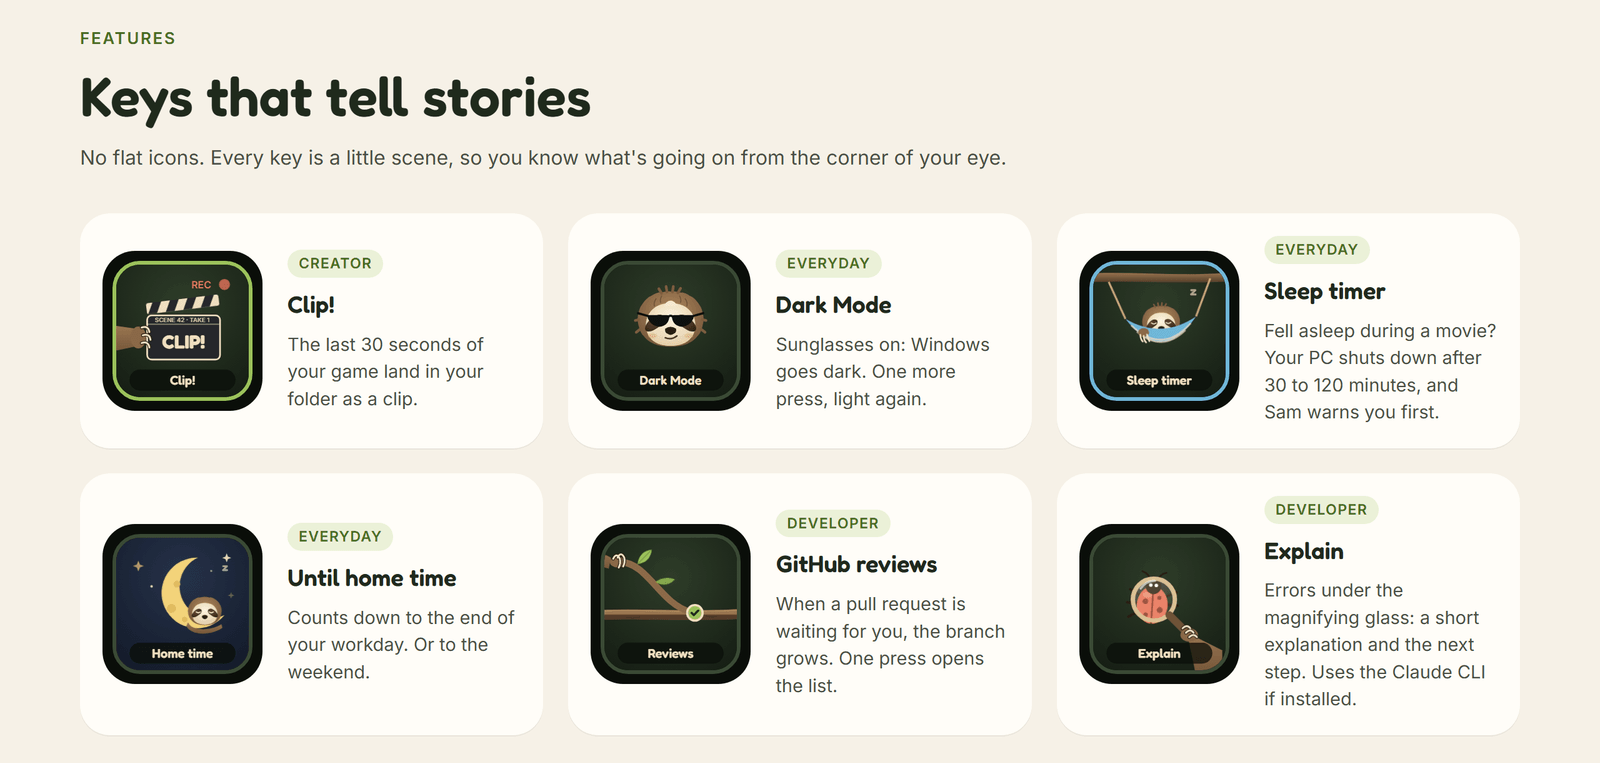 FEATURES
Keys that tell stories
No flat icons. Every key is a little scene, so you know what's going on from the corner of your eye.
REC
SCENE 42 · TAKE 1
CLIP!
Clip!
CREATOR
Clip!
The last 30 seconds of
your game land in your
folder as a clip.
Dark Mode
EVERYDAY
Dark Mode
Sunglasses on: Windows
goes dark. One more
press, light again.
z
Sleep timer
EVERYDAY
Sleep timer
Fell asleep during a movie?
Your PC shuts down after
30 to 120 minutes, and
Sam warns you first.
z
Home time
EVERYDAY
Until home time
Counts down to the end of
your workday. Or to the
weekend.
Reviews
DEVELOPER
GitHub reviews
When a pull request is
waiting for you, the branch
grows. One press opens
the list.
Explain
DEVELOPER
Explain
Errors under the
magnifying glass: a short
explanation and the next
step. Uses the Claude CLI
if installed.